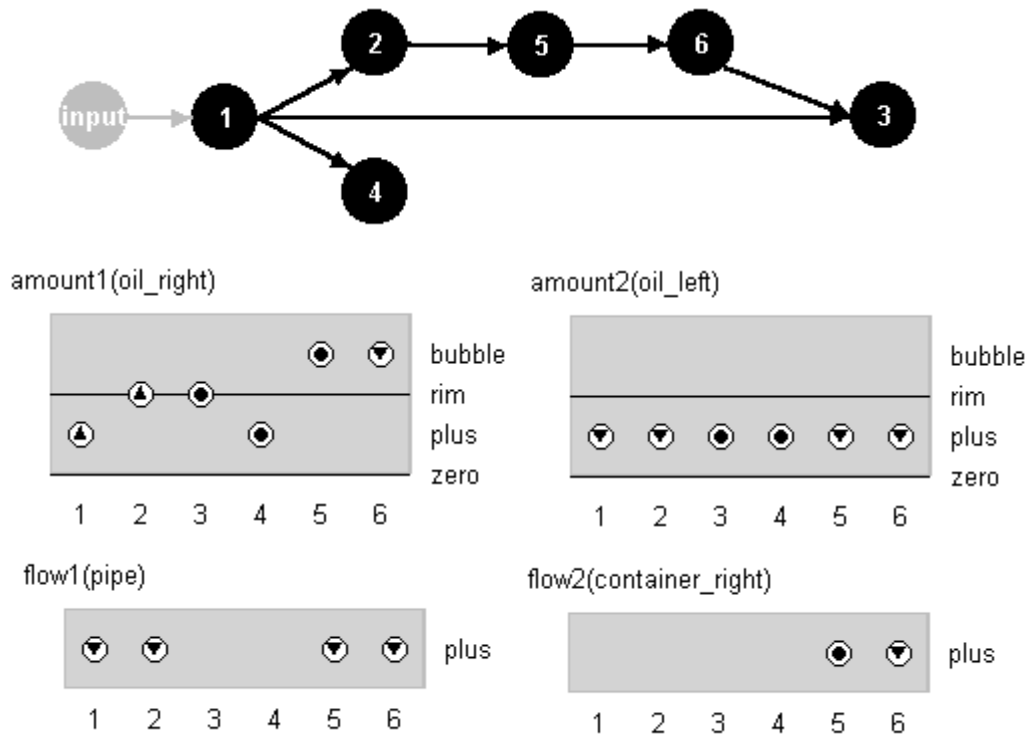 2 5 6
input 1 3
4
amount1(oil_right)
bubble
rim
plus
zero
1 2 3 4 5 6
amount2(oil_left)
bubble
rim
plus
zero
1 2 3 4 5 6
flow1(pipe)
plus
1 2 3 4 5 6
flow2(container_right)
plus
1 2 3 4 5 6